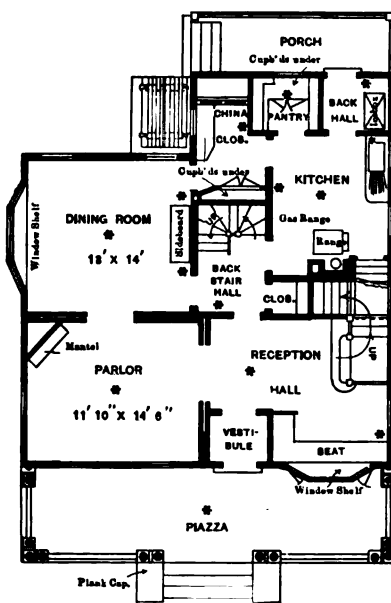 PORCH
Cupb'ds under
CHINA
CLOS.
PANTRY
BACK
HALL
Icebox
KITCHEN
Cupb'ds under
DINING ROOM
13' X 14'
Window Shelf
Sideboard
Gas Range
Range
BACK
STAIR
HALL
CLOS.
UP
Mantel
PARLOR
11' 10" X 14' 6"
RECEPTION
HALL
VESTI-
BULE
SEAT
Window Shelf
PIAZZA
Plank Cap.